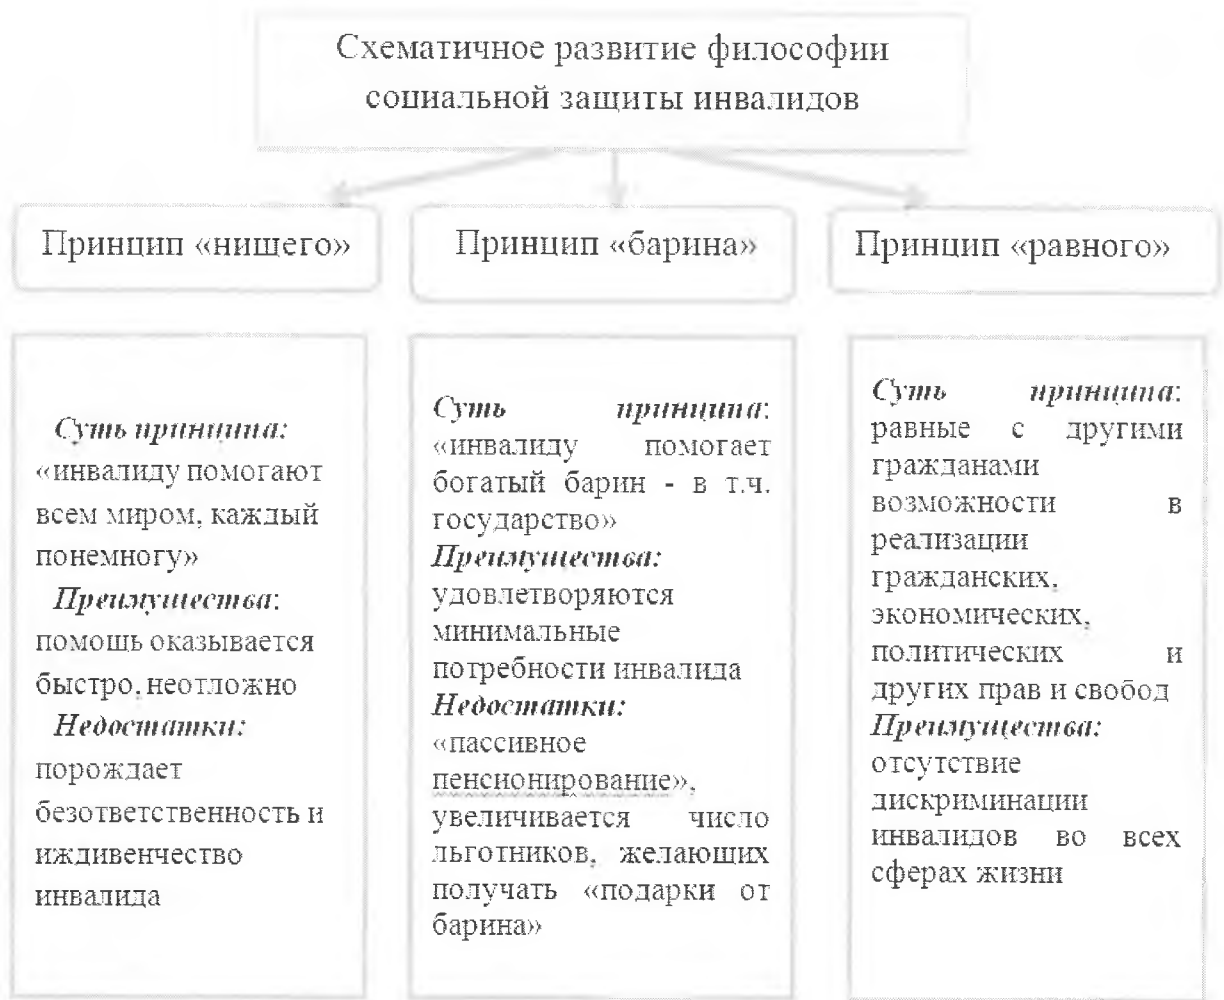 Схематичное развитие философии
социальной защиты инвалидов
Принцип «нищего»
Принцип «барина»
Принцип «равного»
Суть принципа:
«инвалиду помогают
всем миром, каждый
понемногу»
Преимущества:
помощь оказывается
быстро, неотложно
Недостатки:
порождает
безответственность и
иждивенчество
инвалида
Суть принципа:
«инвалиду помогает
богатый барин - в т.ч.
государство»
Преимущества:
удовлетворяются
минимальные
потребности инвалида
Недостатки:
«пассивное
пенсионирование»,
увеличивается число
льготников, желающих
получать «подарки от
барина»
Суть принципа:
равные с другими
гражданами
возможности в
реализации
гражданских,
экономических,
политических и
других прав и свобод
Преимущества:
отсутствие
дискриминации
инвалидов во всех
сферах жизни